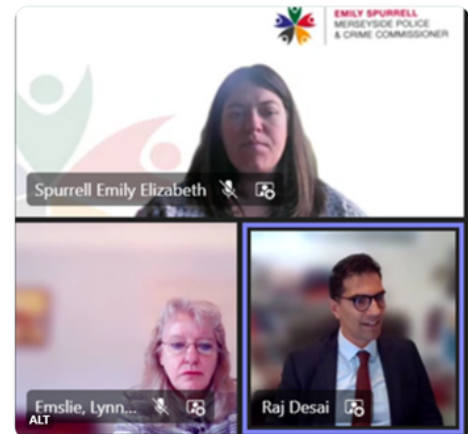 EMILY SPURRELL
MERSEYSIDE POLICE
& CRIME COMMISSIONER
Spurrell Emily Elizabeth
Emslie, Lynn...
Raj Desai
ALT